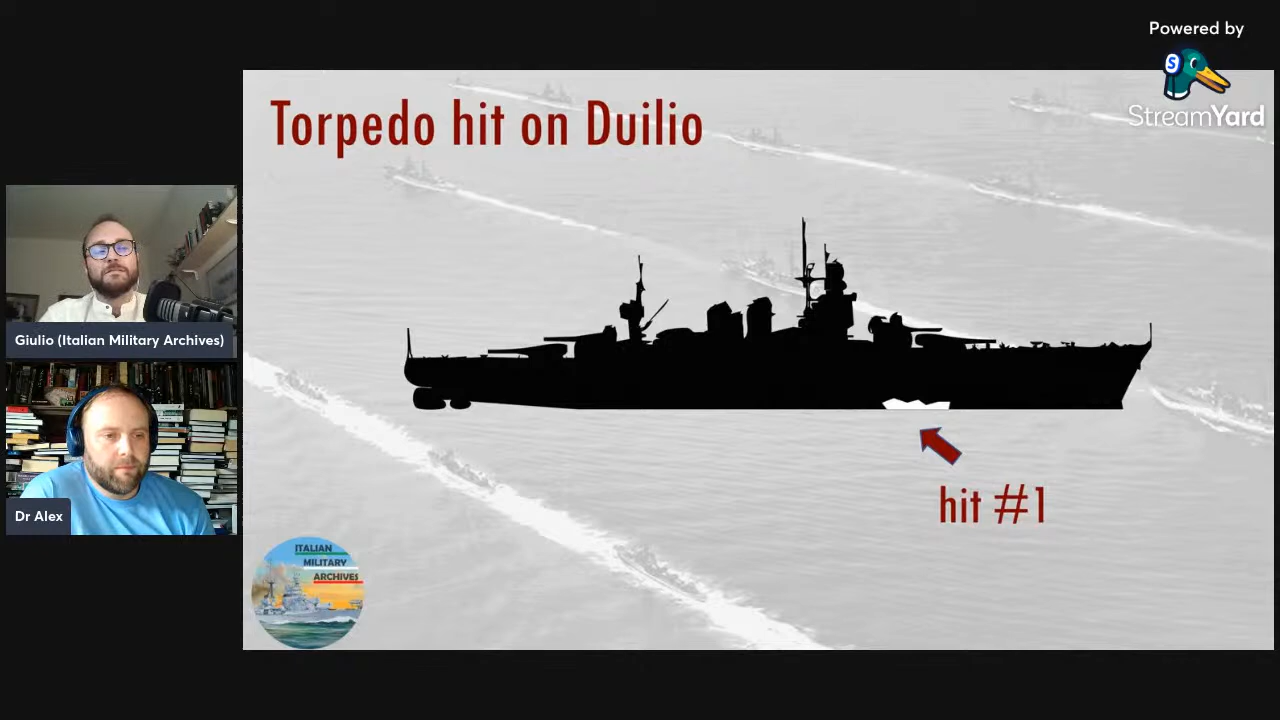 Powered by
S
StreamYard
Torpedo hit on Duilio
Giulio (Italian Military Archives)
Dr Alex
hit #1
ITALIAN
MILITARY
ARCHIVES